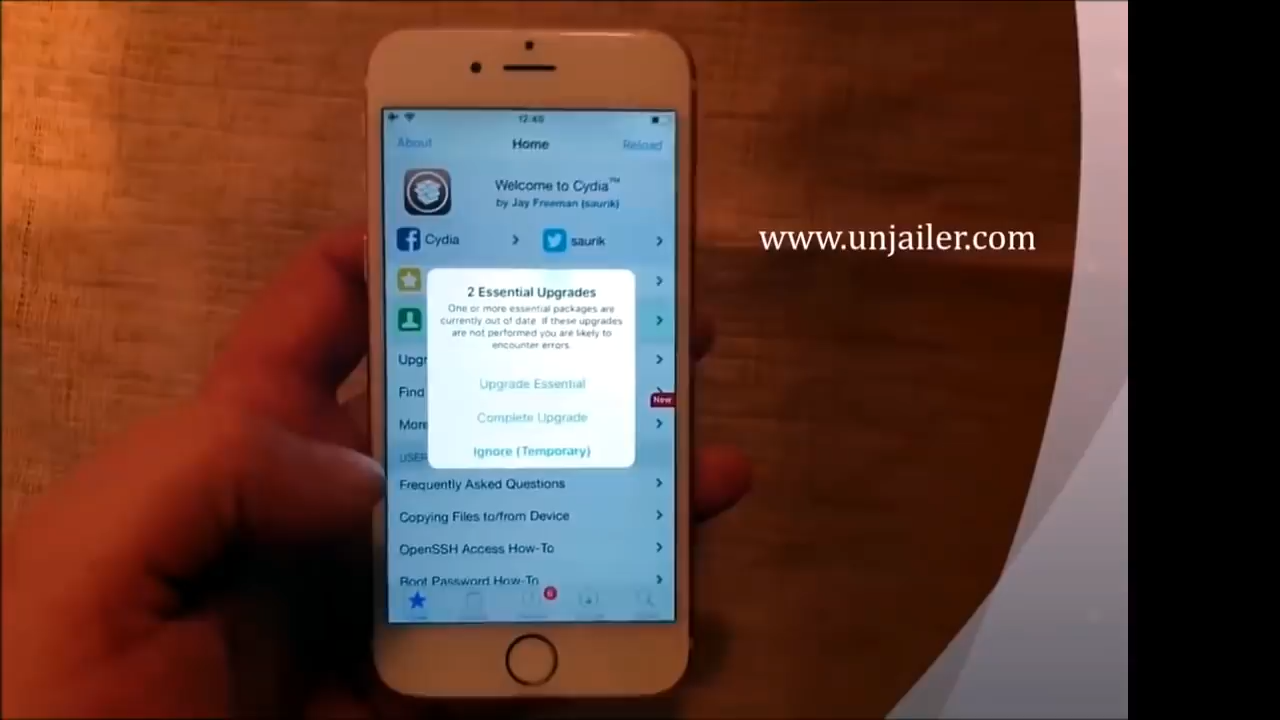 12:40
About
Home
Reload
Welcome to Cydia™
by Jay Freeman (saurik)
Cydia
saurik
www.unjailer.com
2 Essential Upgrades
One or more essential packages are
currently out of date. If these upgrades
are not performed you are likely to
encounter errors.
Upgr
Upgrade Essential
Find
New
Complete Upgrade
More
Ignore (Temporary)
USER
Frequently Asked Questions
Copying Files to/from Device
OpenSSH Access How-To
Root Password How-To
6